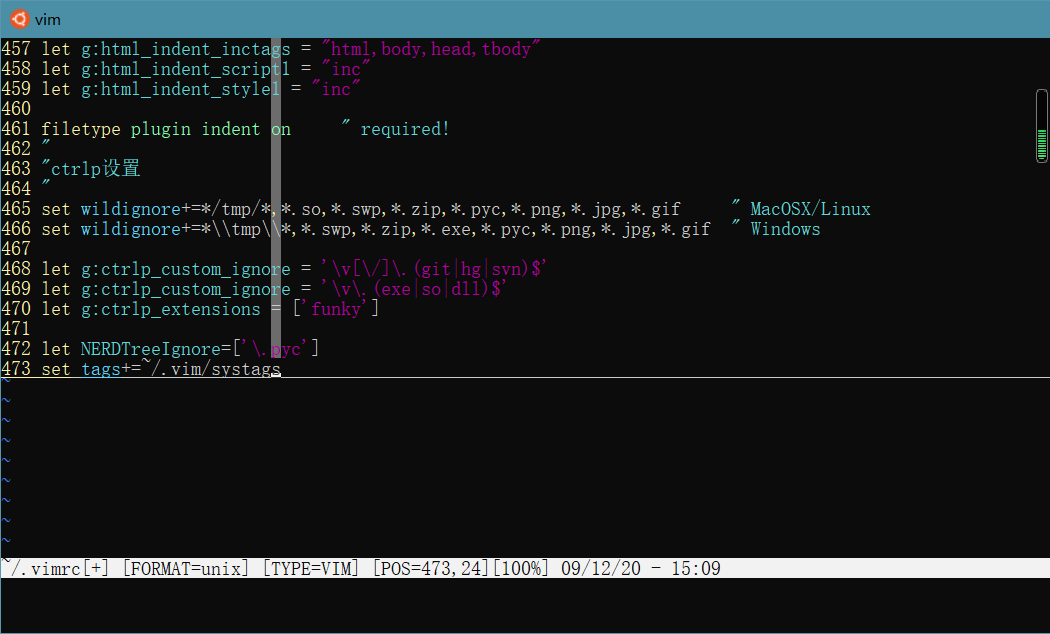 vim
457 let g:html_indent_inctags = "html,body,head,tbody"
458 let g:html_indent_script1 = "inc"
459 let g:html_indent_style1 = "inc"
460
461 filetype plugin indent on     " required!
462 "
463 "ctrlp设置
464 "
465 set wildignore+=*/tmp/*,*.so,*.swp,*.zip,*.pyc,*.png,*.jpg,*.gif     " MacOSX/Linux
466 set wildignore+=*\\tmp\\*,*.swp,*.zip,*.exe,*.pyc,*.png,*.jpg,*.gif  " Windows
467
468 let g:ctrlp_custom_ignore = '\v[\/]\.(git|hg|svn)$'
469 let g:ctrlp_custom_ignore = '\v\.(exe|so|dll)$'
470 let g:ctrlp_extensions = ['funky']
471
472 let NERDTreeIgnore=['\.pyc']
473 set tags+=~/.vim/systags
~
~
~
~
~
~
~
~
~
~/.vimrc[+] [FORMAT=unix] [TYPE=VIM] [POS=473,24][100%] 09/12/20 - 15:09